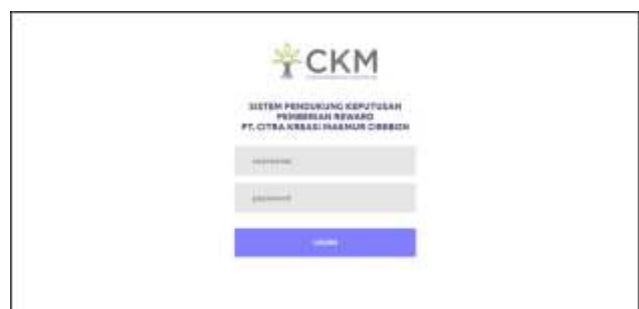 CKM
SISTEM PENDUKUNG KEPUTUSAN
PEMBERIAN REWARD
PT. CITRA KREASI MAKMUR CIREBON
username
password
LOGIN